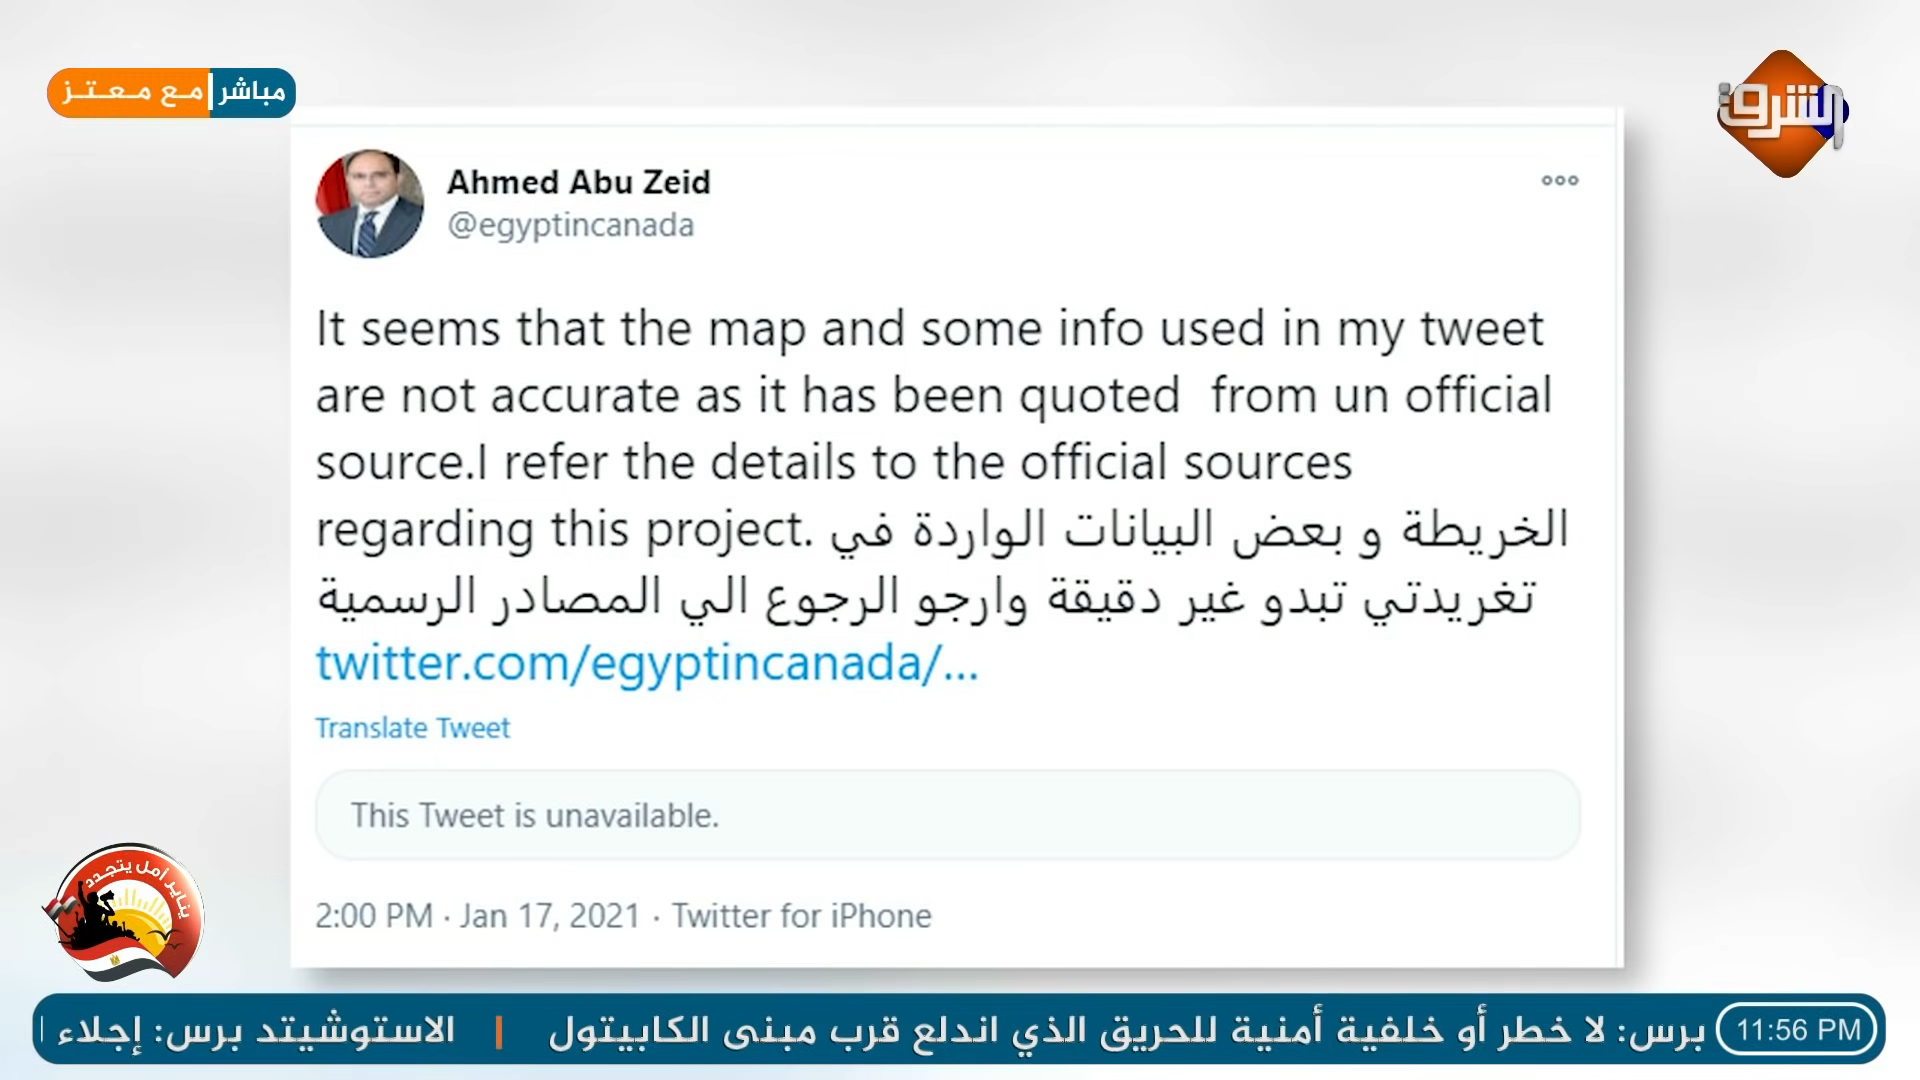 مباشر مع معتز
الشرق
Ahmed Abu Zeid
@egyptincanada
It seems that the map and some info used in my tweet
are not accurate as it has been quoted  from un official
source.I refer the details to the official sources
regarding this project. الخريطة و بعض البيانات الواردة في
تغريدتي تبدو غير دقيقة وارجو الرجوع الي المصادر الرسمية
twitter.com/egyptincanada/...
Translate Tweet
This Tweet is unavailable.
2:00 PM · Jan 17, 2021 · Twitter for iPhone
يناير أمل يتجدد
برس: لا خطر أو خلفية أمنية للحريق الذي اندلع قرب مبنى الكابيتول | الاستوشيتد برس: إجلاء
11:56 PM